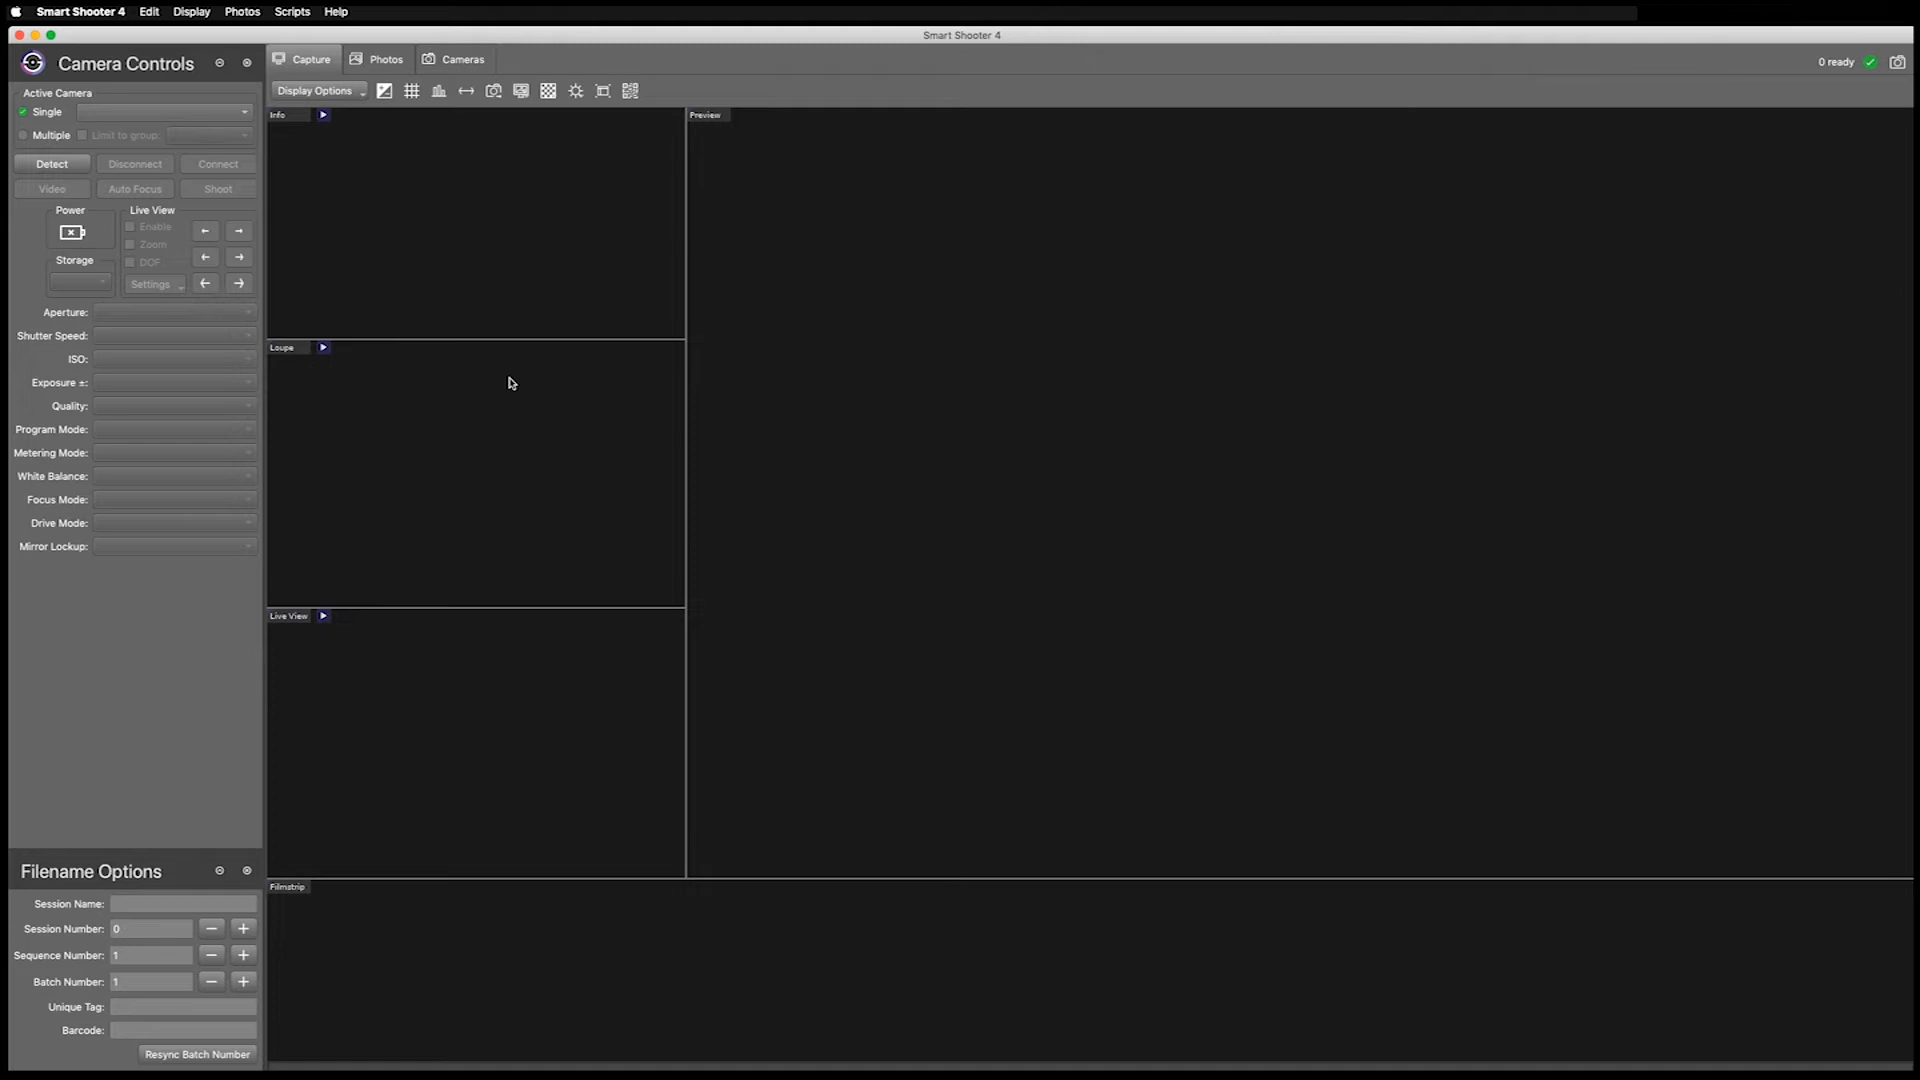 Smart Shooter 4 Edit Display Photos Scripts Help
Smart Shooter 4
Camera Controls
Capture Photos Cameras
0 ready
Display Options
Active Camera
Single
Multiple Limit to group:
Detect Disconnect Connect
Video Auto Focus Shoot
Power Live View
Enable
Zoom
Storage
DOF
Settings
Aperture:
Shutter Speed:
ISO:
Exposure ±:
Quality:
Program Mode:
Metering Mode:
White Balance:
Focus Mode:
Drive Mode:
Mirror Lockup:
Filename Options
Session Name:
Session Number: 0
Sequence Number: 1
Batch Number: 1
Unique Tag:
Barcode:
Resync Batch Number
Info
Preview
Loupe
Live View
Filmstrip